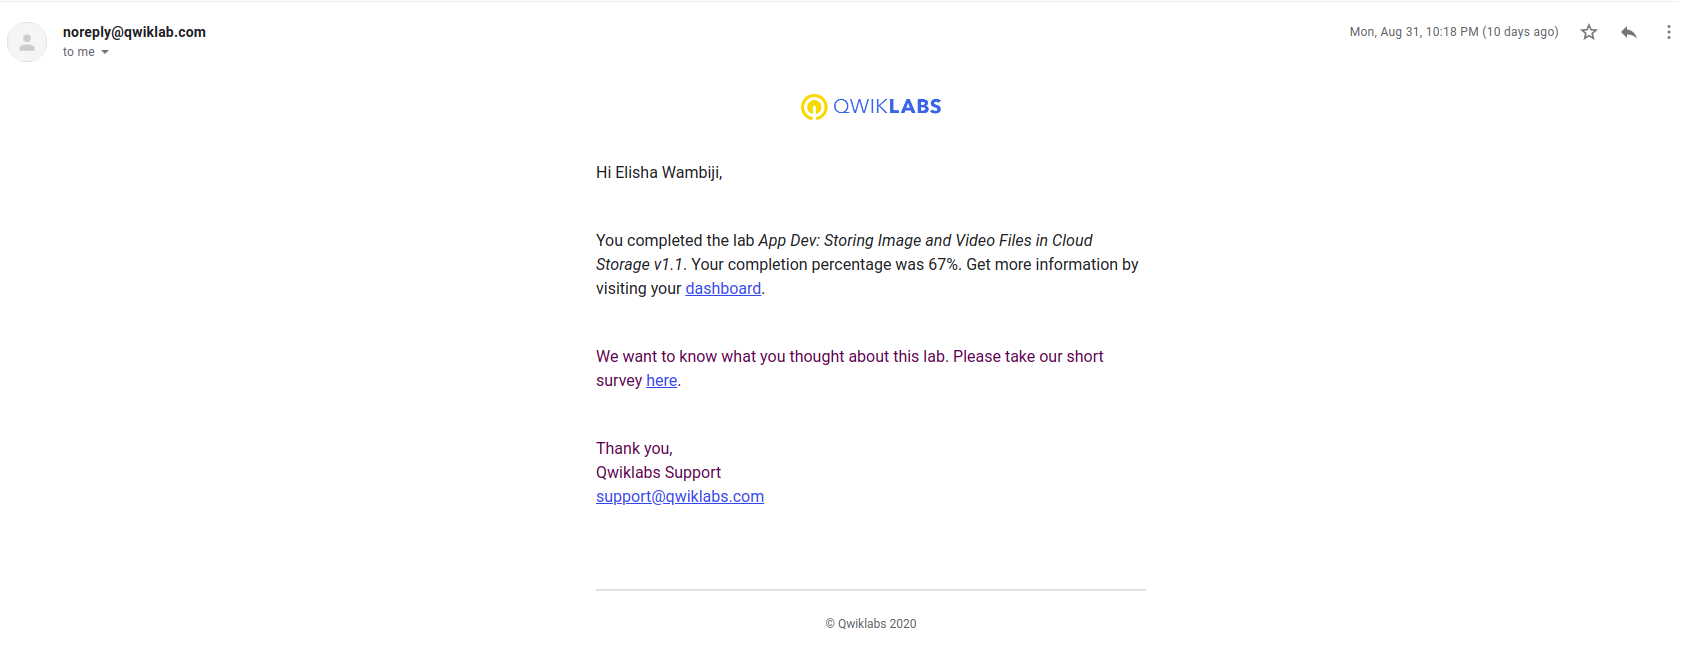 noreply@qwiklab.com
Mon, Aug 31, 10:18 PM (10 days ago)
to me
QWIKLABS
Hi Elisha Wambiji,
You completed the lab App Dev: Storing Image and Video Files in Cloud
Storage v1.1. Your completion percentage was 67%. Get more information by
visiting your dashboard.
We want to know what you thought about this lab. Please take our short
survey here.
Thank you,
Qwiklabs Support
support@qwiklabs.com
© Qwiklabs 2020